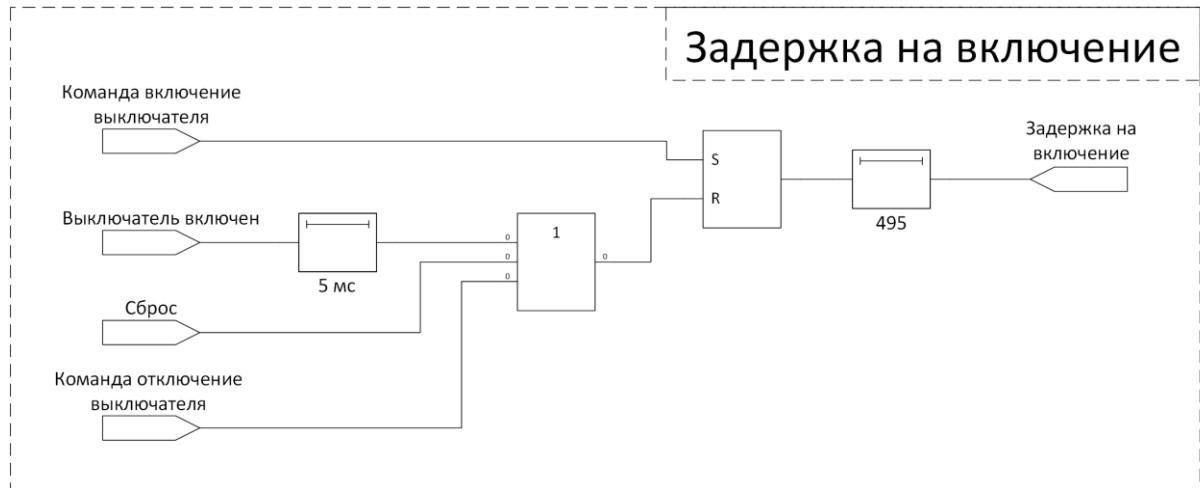 Задержка на включение
Команда включение
выключателя
Задержка на
включение
S
R
495
Выключатель включен
5 мс
0
0
0
1
0
Сброс
Команда отключение
выключателя